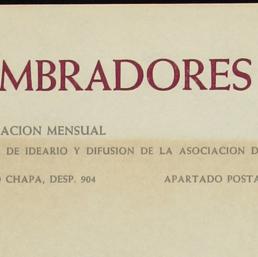 MBRADORES
ACION MENSUAL
DE IDEARIO Y DIFUSION DE LA ASOCIACION D
O CHAPA, DESP. 904 APARTADO POSTA